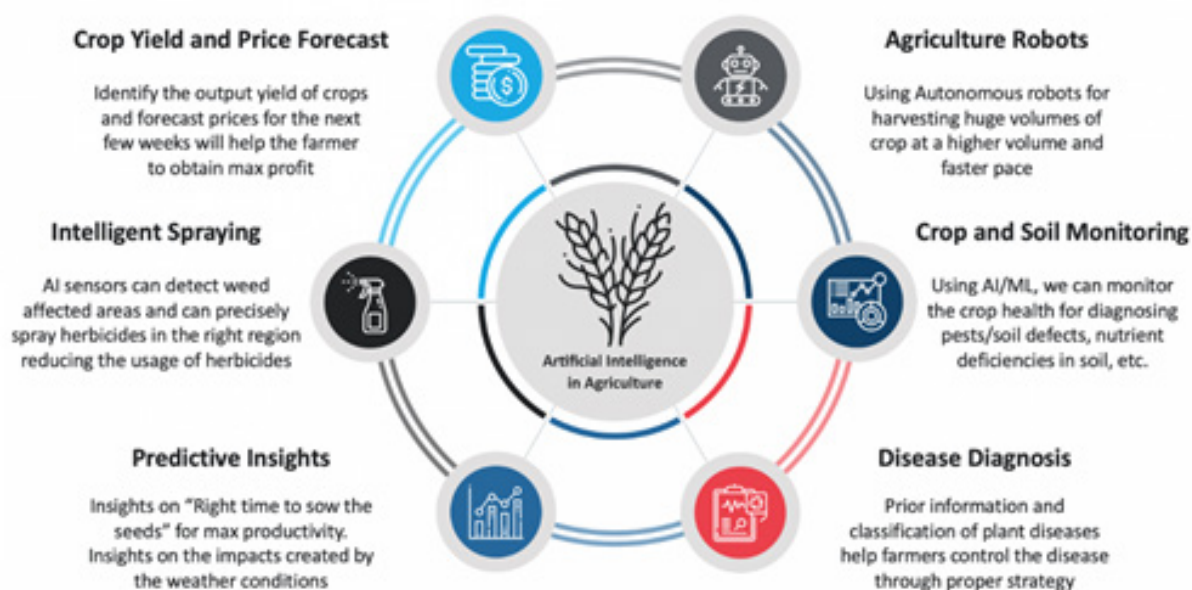 Crop Yield and Price Forecast
Identify the output yield of crops
and forecast prices for the next
few weeks will help the farmer
to obtain max profit
Agriculture Robots
Using Autonomous robots for
harvesting huge volumes of
crop at a higher volume and
faster pace
Intelligent Spraying
AI sensors can detect weed
affected areas and can precisely
spray herbicides in the right region
reducing the usage of herbicides
Artificial Intelligence
in Agriculture
Crop and Soil Monitoring
Using AI/ML, we can monitor
the crop health for diagnosing
pests/soil defects, nutrient
deficiencies in soil, etc.
Predictive Insights
Insights on “Right time to sow the
seeds” for max productivity.
Insights on the impacts created by
the weather conditions
Disease Diagnosis
Prior information and
classification of plant diseases
help farmers control the disease
through proper strategy